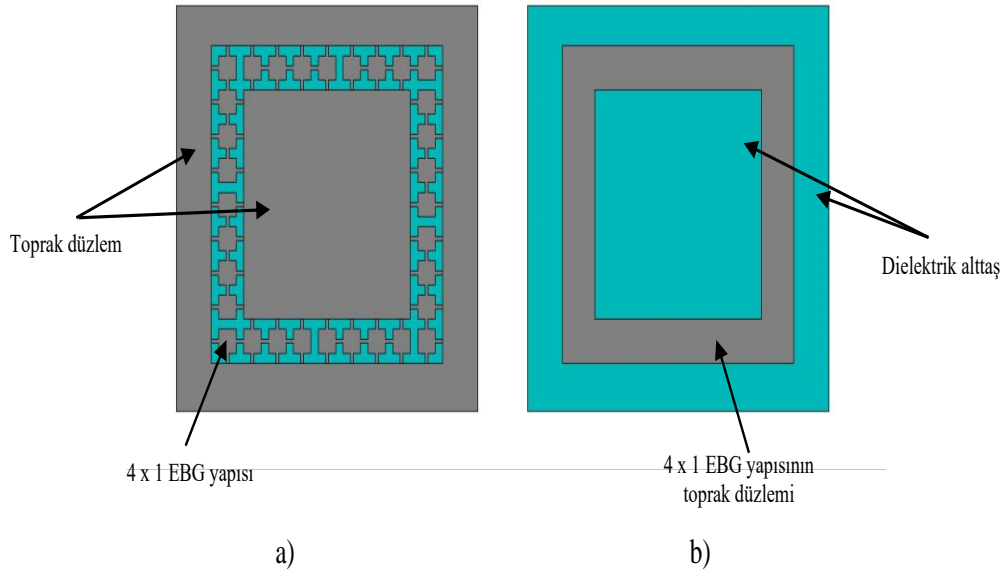 Toprak düzlem
Dielektrik alttaş
4 x 1 EBG yapısı
4 x 1 EBG yapısının
toprak düzlemi
a)
b)